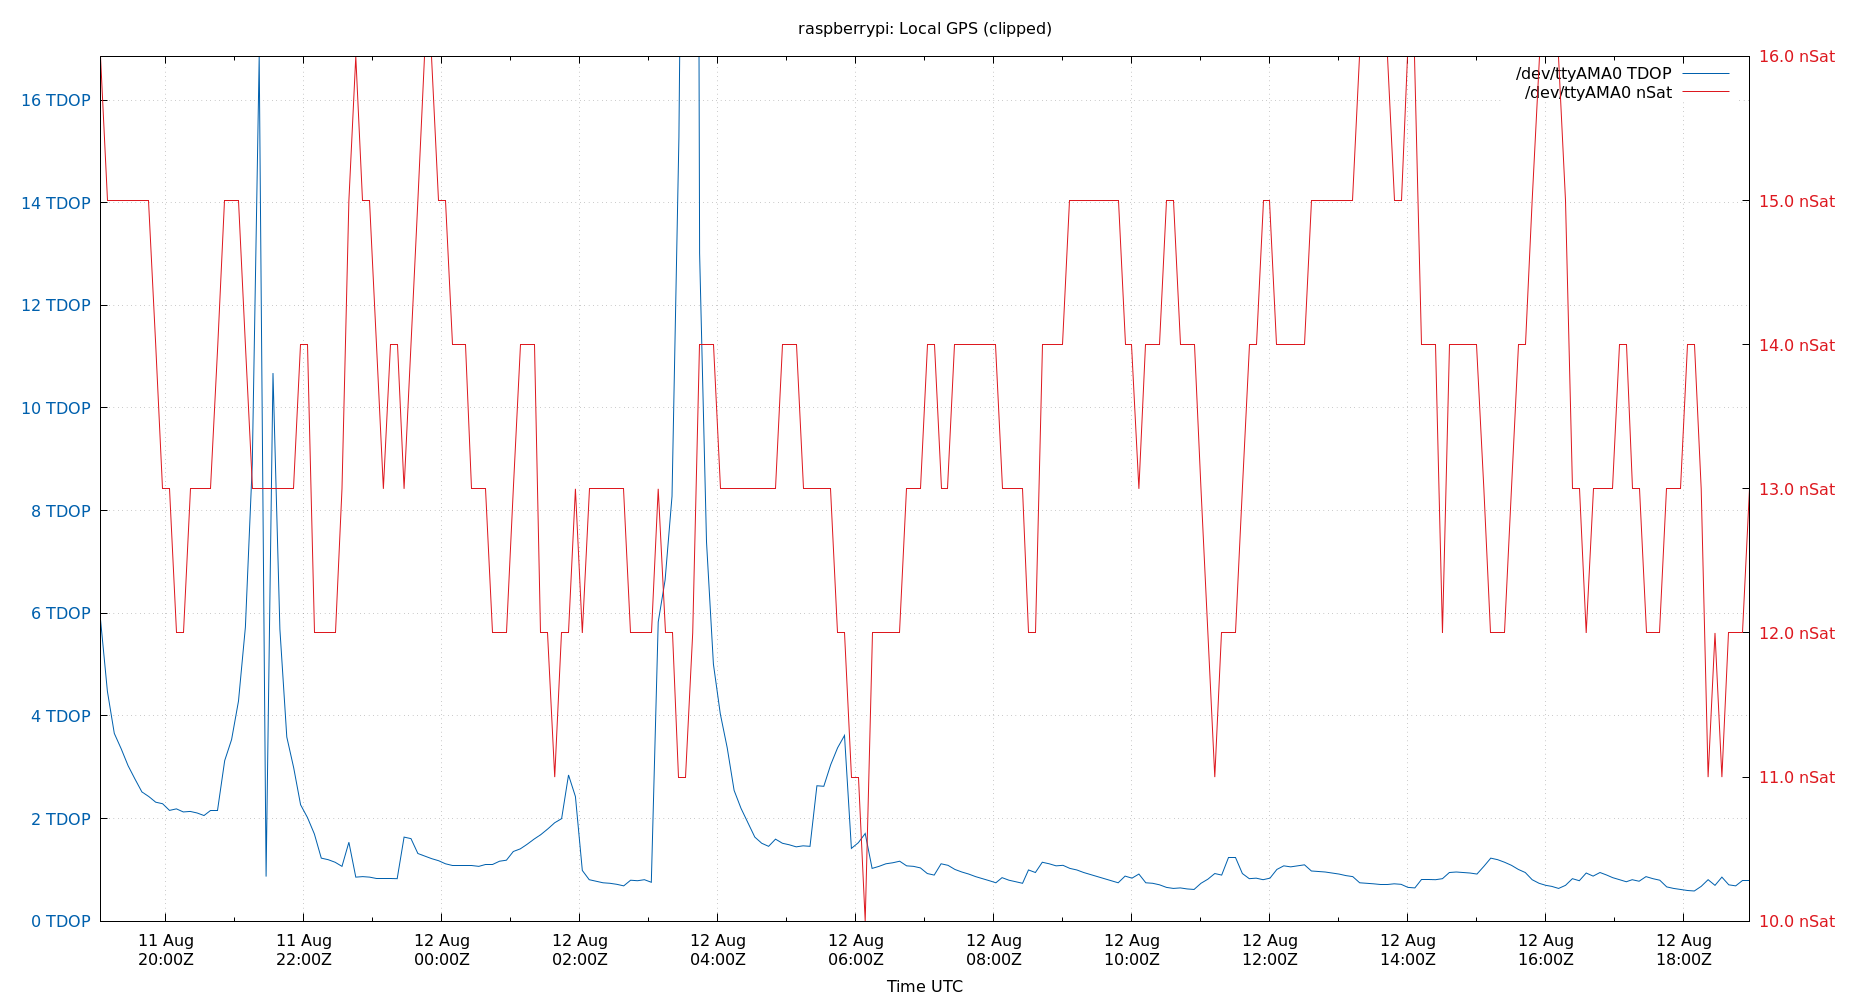 raspberrypi: Local GPS (clipped)
/dev/ttyAMA0 TDOP
/dev/ttyAMA0 nSat
16 TDOP
14 TDOP
12 TDOP
10 TDOP
8 TDOP
6 TDOP
4 TDOP
2 TDOP
0 TDOP
16.0 nSat
15.0 nSat
14.0 nSat
13.0 nSat
12.0 nSat
11.0 nSat
10.0 nSat
11 Aug 11 Aug 12 Aug 12 Aug 12 Aug 12 Aug 12 Aug 12 Aug 12 Aug 12 Aug 12 Aug 12 Aug
20:00Z 22:00Z 00:00Z 02:00Z 04:00Z 06:00Z 08:00Z 10:00Z 12:00Z 14:00Z 16:00Z 18:00Z
Time UTC